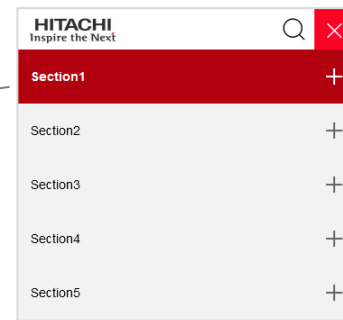 HITACHI
Inspire the Next
Section1
Section2
Section3
Section4
Section5